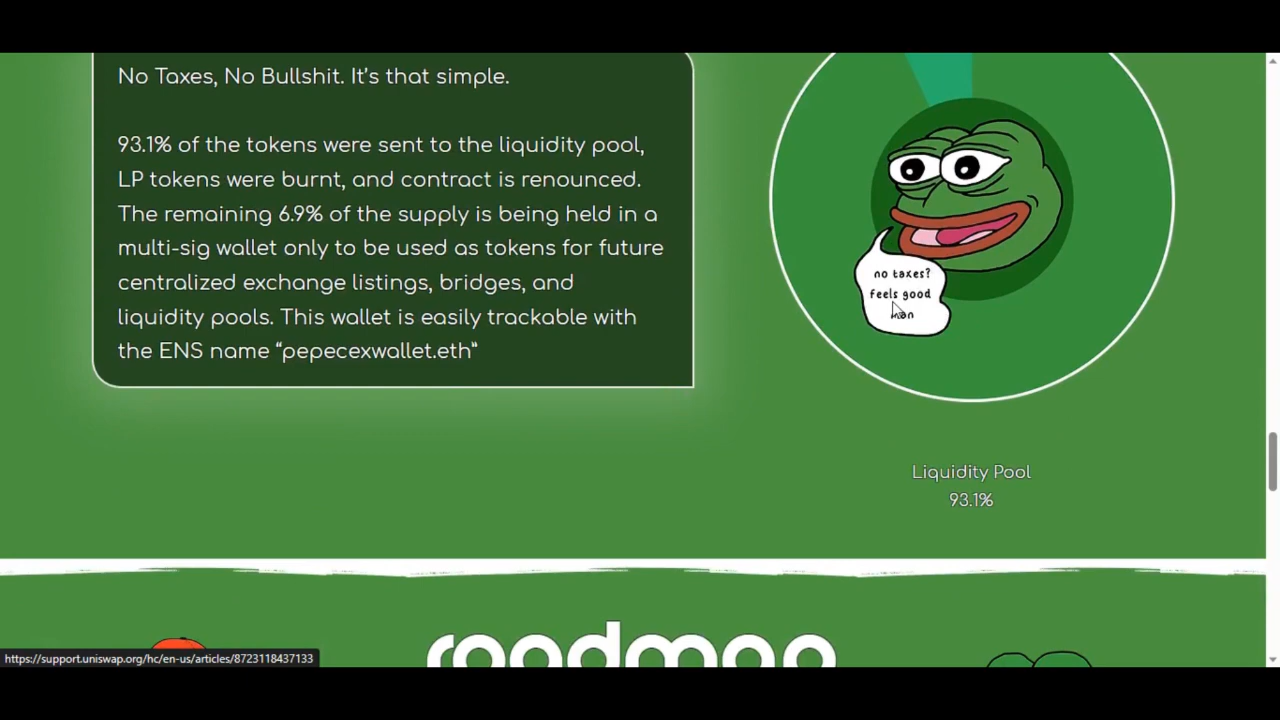 No Taxes, No Bullshit. It’s that simple.
93.1% of the tokens were sent to the liquidity pool,
LP tokens were burnt, and contract is renounced.
The remaining 6.9% of the supply is being held in a
multi-sig wallet only to be used as tokens for future
centralized exchange listings, bridges, and
liquidity pools. This wallet is easily trackable with
the ENS name “pepecexwallet.eth”
no taxes?
feels good
man
Liquidity Pool
93.1%
roadmap
https://support.uniswap.org/hc/en-us/articles/8723118437133